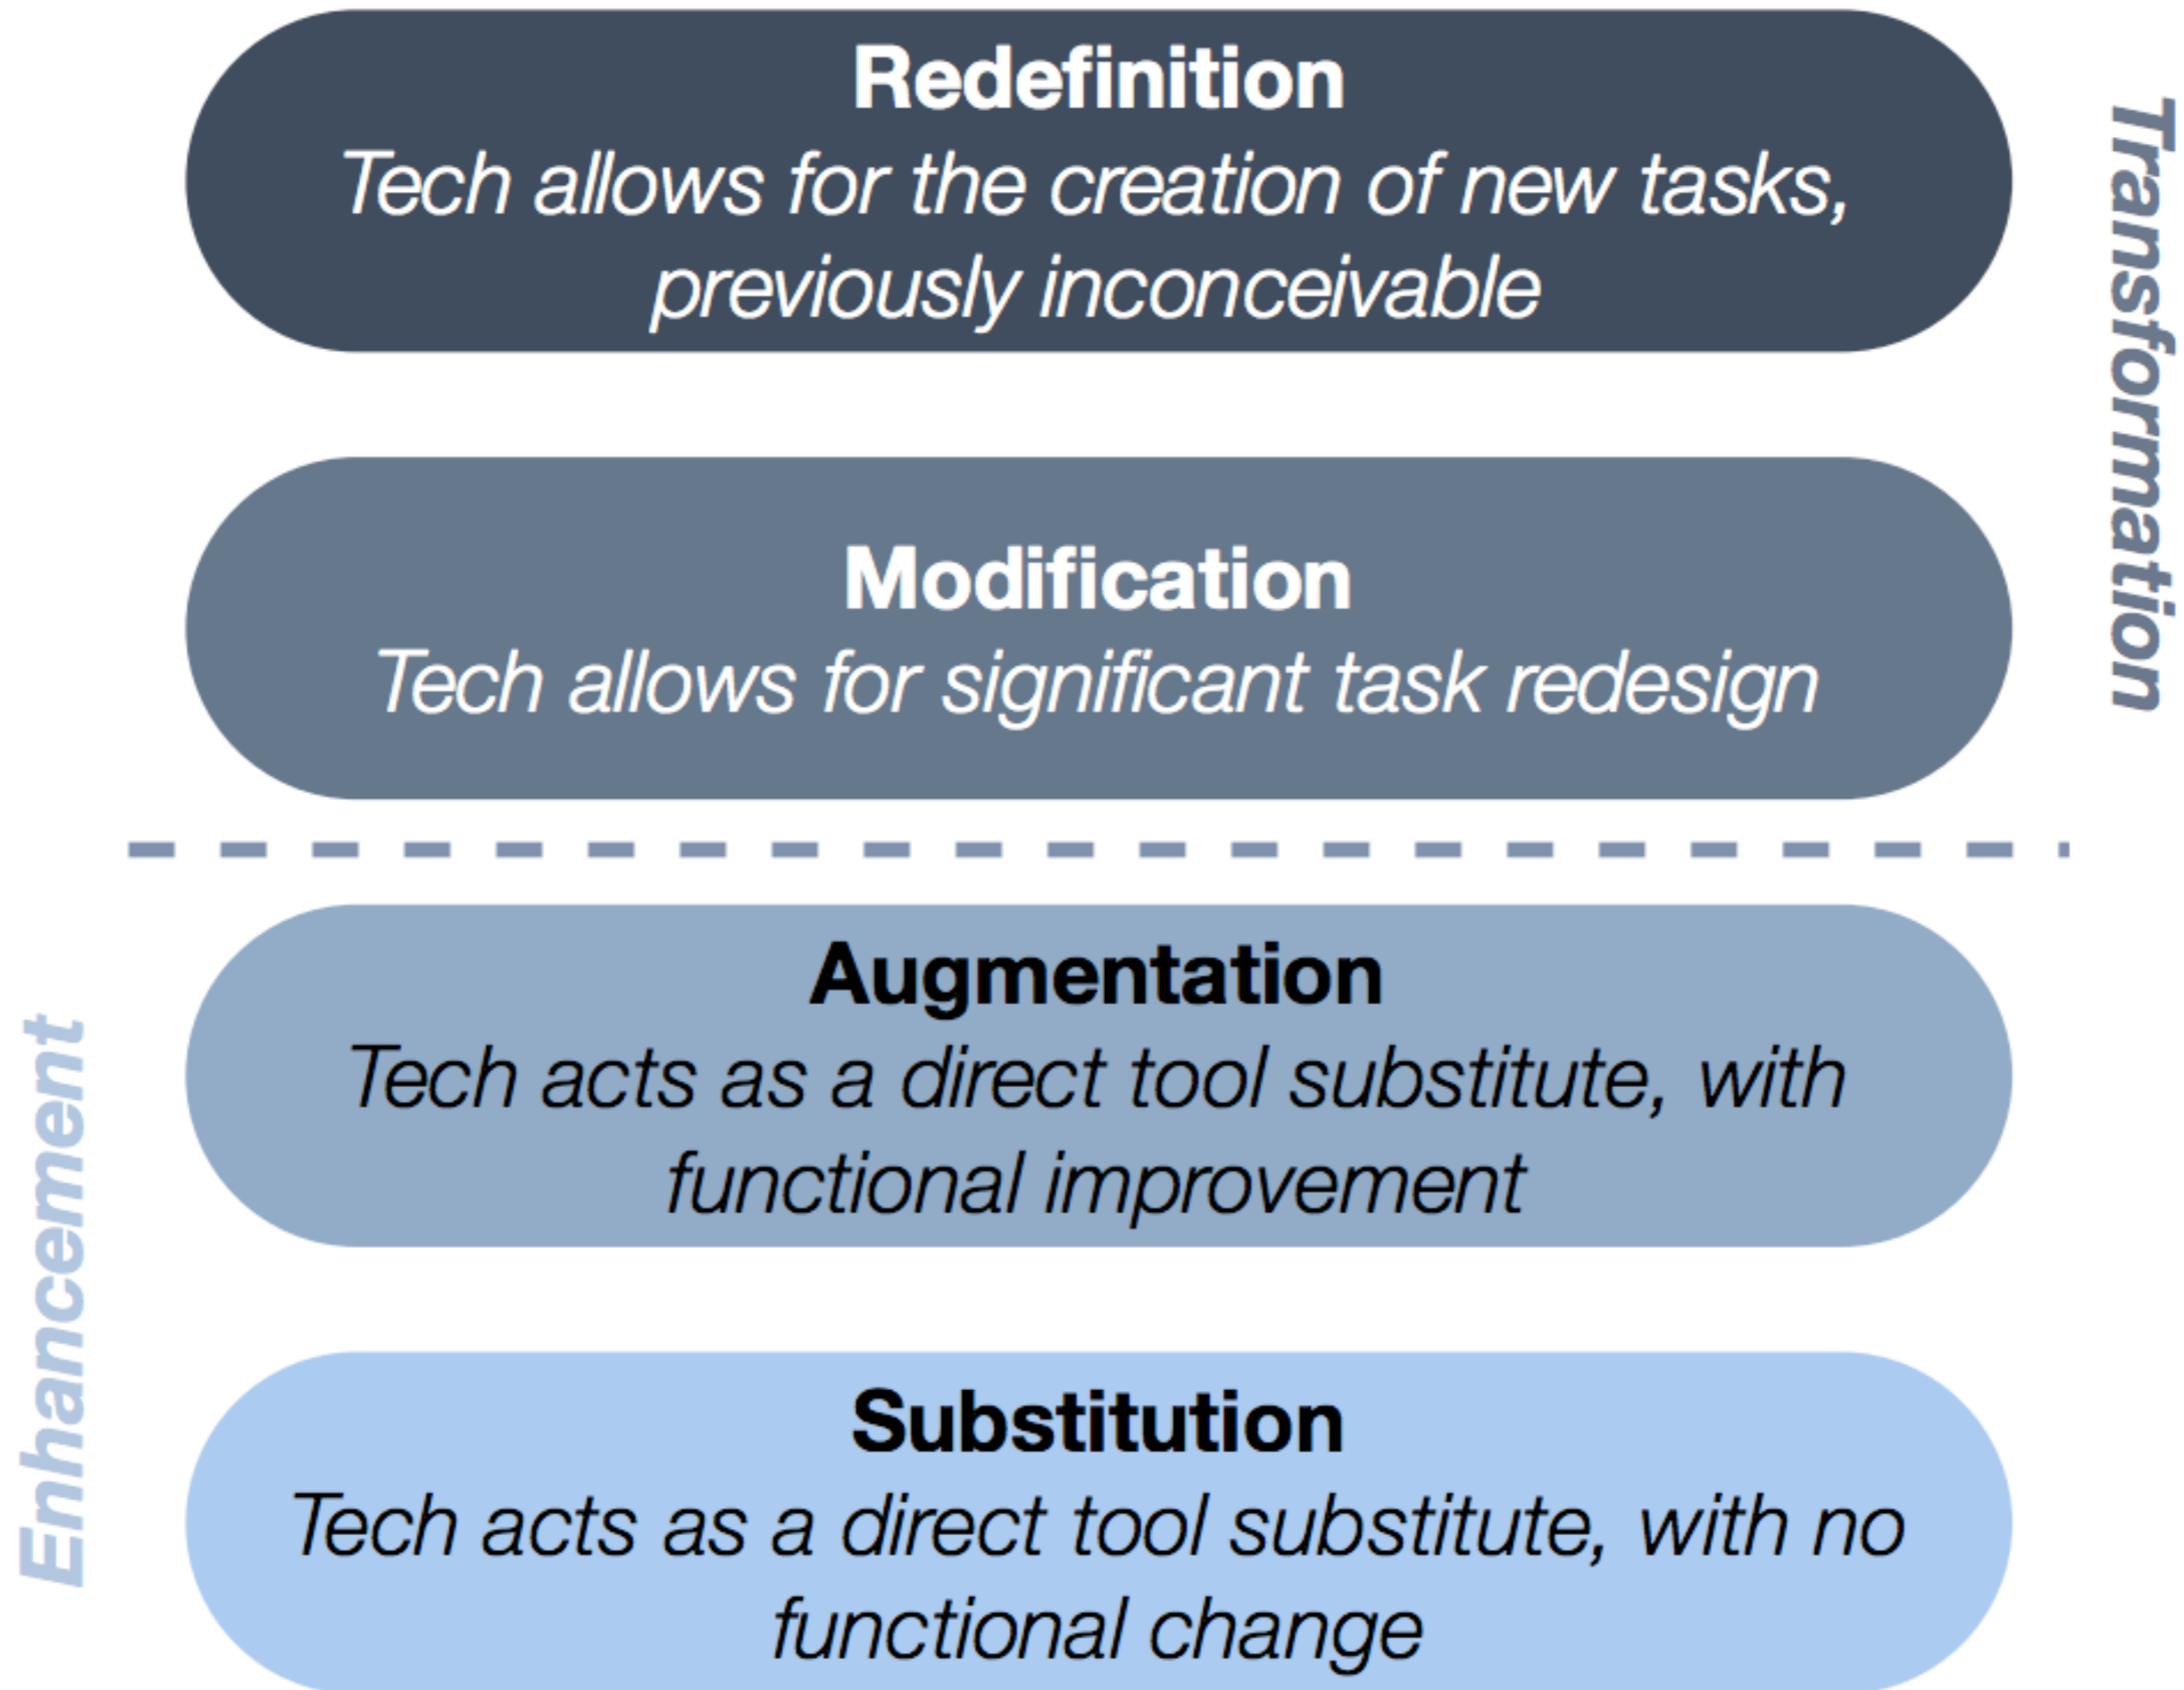 Redefinition
Tech allows for the creation of new tasks,
previously inconceivable
Transformation
Modification
Tech allows for significant task redesign
Augmentation
Tech acts as a direct tool substitute, with
functional improvement
Enhancement
Substitution
Tech acts as a direct tool substitute, with no
functional change